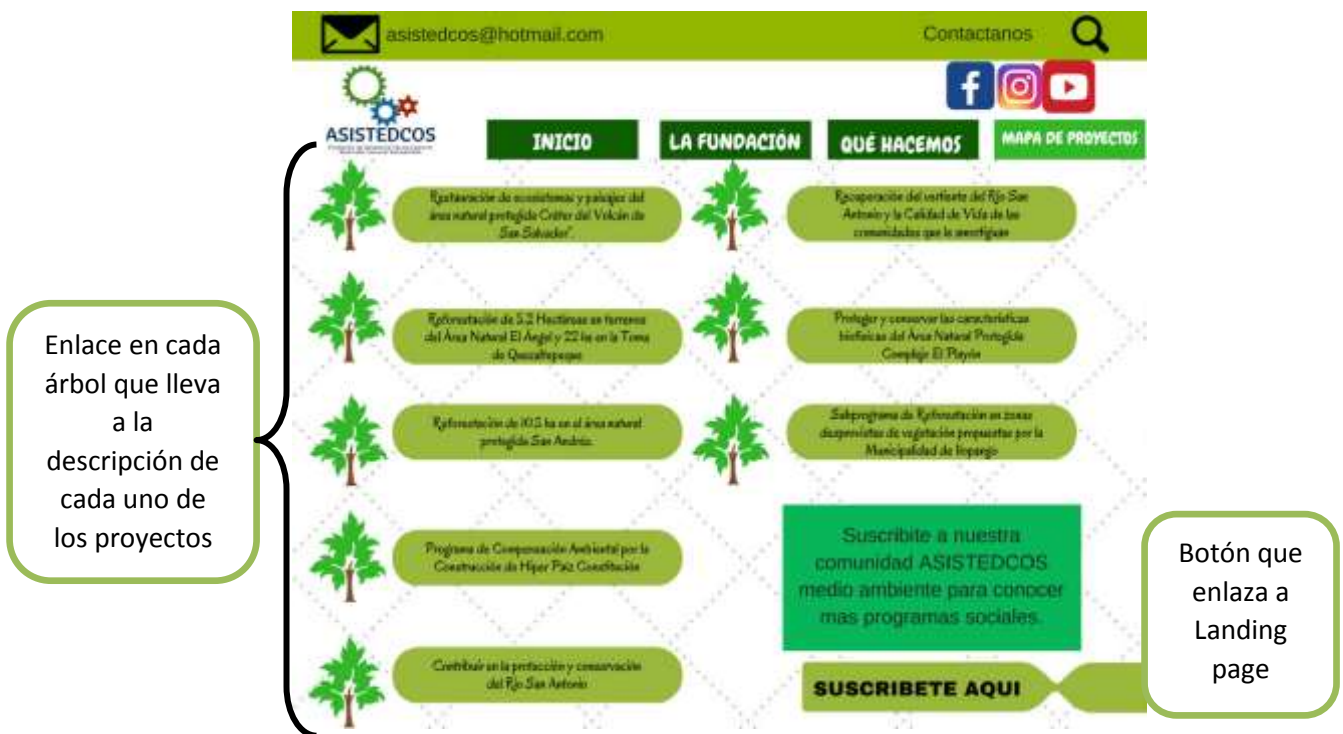 asistedcos@hotmail.com
Contactanos
ASISTEDCOS
INICIO
LA FUNDACIÓN
QUÉ HACEMOS
MAPA DE PROYECTOS
Restauración de ecosistemas y paisajes del
área natural protegida Cráter del Volcán de
San Salvador".
Recuperación del vertiente del Río San
Antonio y la Calidad de Vida de las
comunidades que la
Reforestación de 5.2 Hectáreas en terrenos
del Área Natural El Ángel y 22 ha en la Toma
de Quezaltepeque
Proteger y conservar las características
biofísicas del Área Natural Protegida
Complejo El Playón
Reforestación de 10.5 ha en el área natural
protegida San Andrés.
Subprograma de Reforestación en zonas
desprovistas de vegetación propuestas por la
Municipalidad de Ilopango
Programa de Compensación Ambiental por la
Construcción de Hiper Paiz Constitución
Contribuir en la protección y conservación
del Río San Antonio
Suscribite a nuestra
comunidad ASISTEDCOS
medio ambiente para conocer
mas programas sociales.
SUSCRIBETE AQUI
Enlace en cada
árbol que lleva
a la
descripción de
cada uno de
los proyectos
Botón que
enlaza a
Landing
page